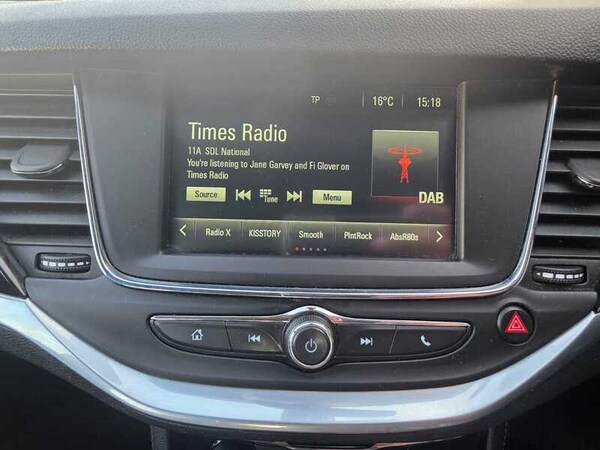 TP 16°C 15:18
Times Radio
11A SDL National
You're listening to Jane Garvey and Fi Glover on
Times Radio
Source Tune Menu DAB
Radio X KISSTORY Smooth PlntRock AbsR80s